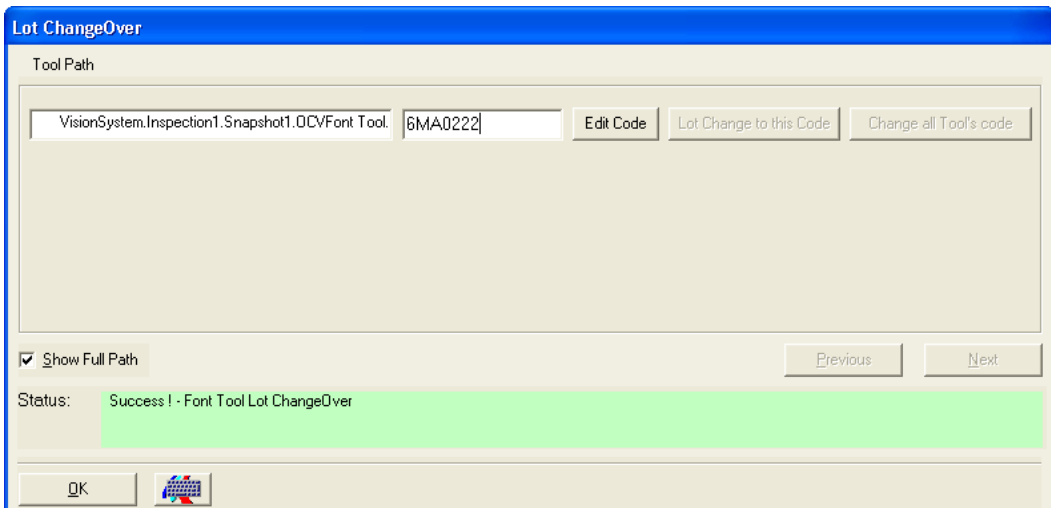 Lot ChangeOver
Tool Path
VisionSystem.Inspection1.Snapshot1.OCVFont Tool. 6MA0222 Edit Code Lot Change to this Code Change all Tool's code
Show Full Path Previous Next
Status: Success ! - Font Tool Lot ChangeOver
OK